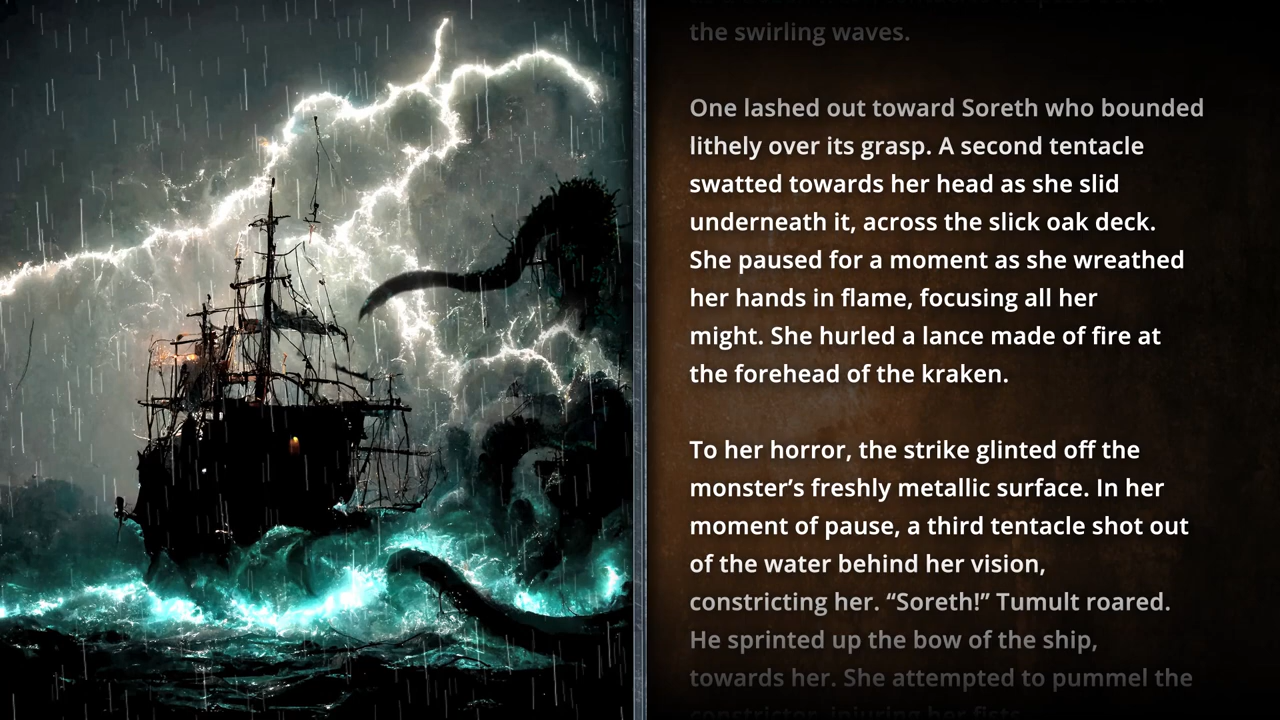 the swirling waves.
One lashed out toward Soreth who bounded
lithely over its grasp. A second tentacle
swatted towards her head as she slid
underneath it, across the slick oak deck.
She paused for a moment as she wreathed
her hands in flame, focusing all her
might. She hurled a lance made of fire at
the forehead of the kraken.
To her horror, the strike glinted off the
monster’s freshly metallic surface. In her
moment of pause, a third tentacle shot out
of the water behind her vision,
constricting her. “Soreth!” Tumult roared.
He sprinted up the bow of the ship,
towards her. She attempted to pummel the
constrictor, injuring her fists